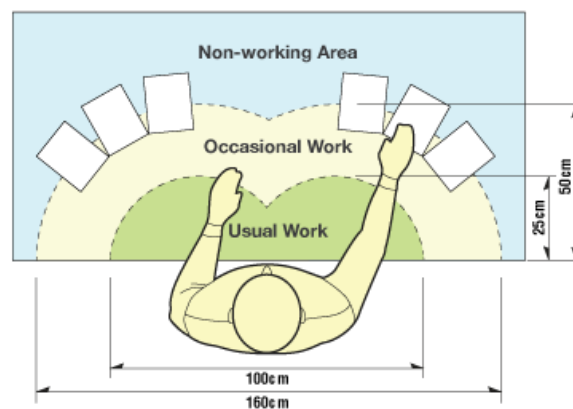 Non-working Area
Occasional Work
Usual Work
25cm
50cm
100cm
160cm